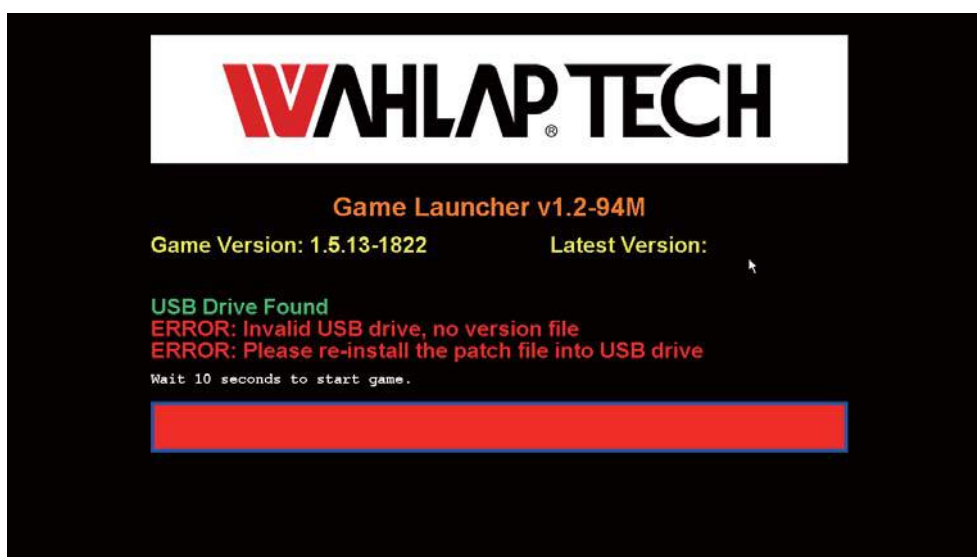 WAHLAP TECH®
Game Launcher v1.2-94M
Game Version: 1.5.13-1822 Latest Version:
USB Drive Found
ERROR: Invalid USB drive, no version file
ERROR: Please re-install the patch file into USB drive
Wait 10 seconds to start game.